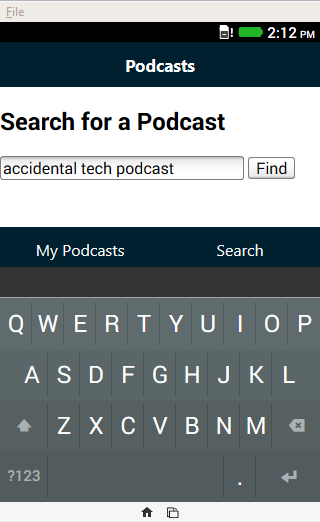 File
2:12 PM
Podcasts
Search for a Podcast
accidental tech podcast Find
My Podcasts Search
Q W E R T Y U I O P
A S D F G H J K L
Z X C V B N M
?123 .